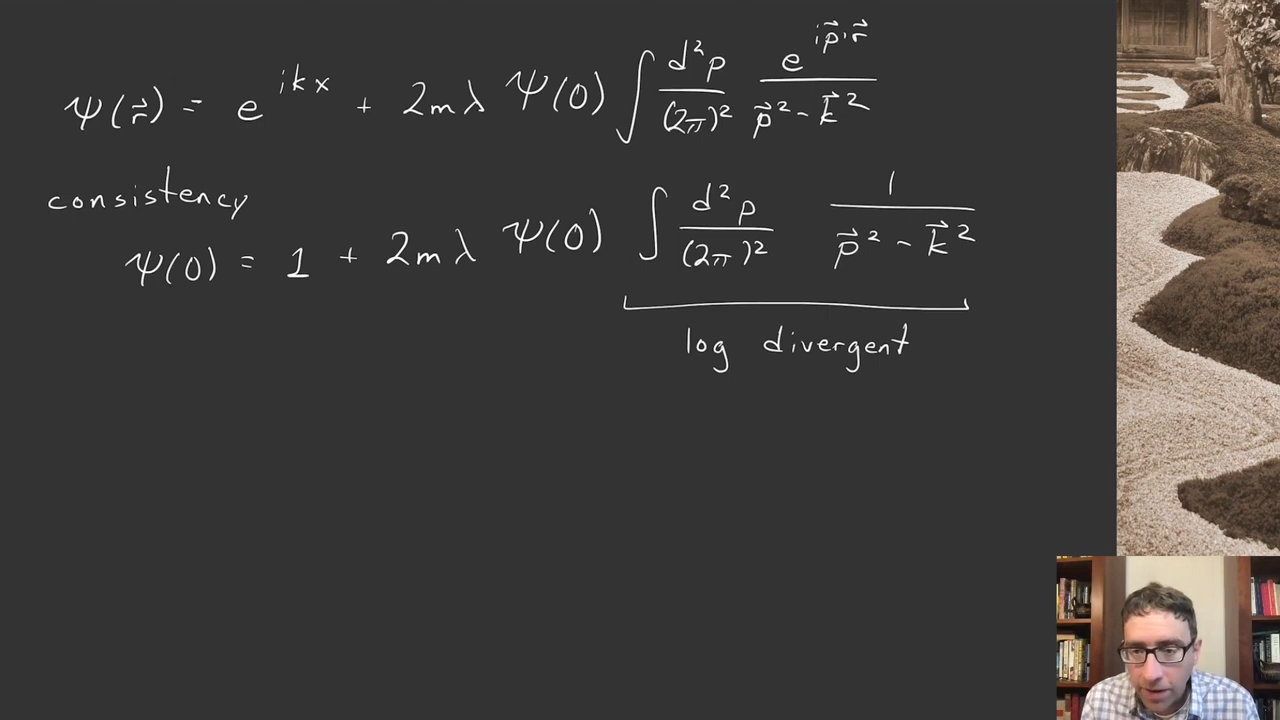 ψ(r⃗) = e^{ikx} + 2mλ ψ(0) ∫ d²p/(2π)² e^{ip⃗·r⃗}/(p⃗² - k⃗²)
consistency
ψ(0) = 1 + 2mλ ψ(0) ∫ d²p/(2π)² 1/(p⃗² - k⃗²)
log divergent